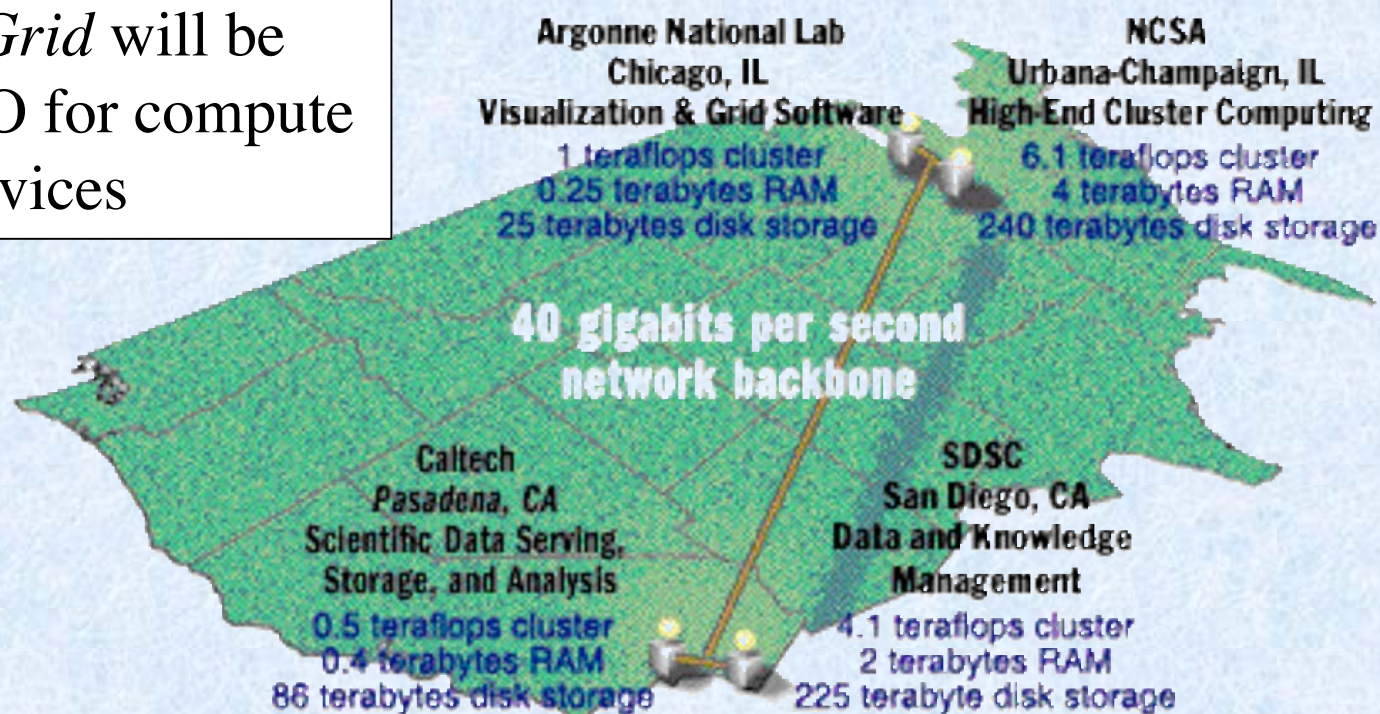 Grid will be
O for compute
vices
Argonne National Lab
Chicago, IL
Visualization & Grid Software
1 teraflops cluster
0.25 terabytes RAM
25 terabytes disk storage
NCSA
Urbana-Champaign, IL
High-End Cluster Computing
6.1 teraflops cluster
4 terabytes RAM
240 terabytes disk storage
40 gigabits per second
network backbone
Caltech
Pasadena, CA
Scientific Data Serving,
Storage, and Analysis
0.5 teraflops cluster
0.4 terabytes RAM
86 terabytes disk storage
SDSC
San Diego, CA
Data and Knowledge
Management
4.1 teraflops cluster
2 terabytes RAM
225 terabyte disk storage